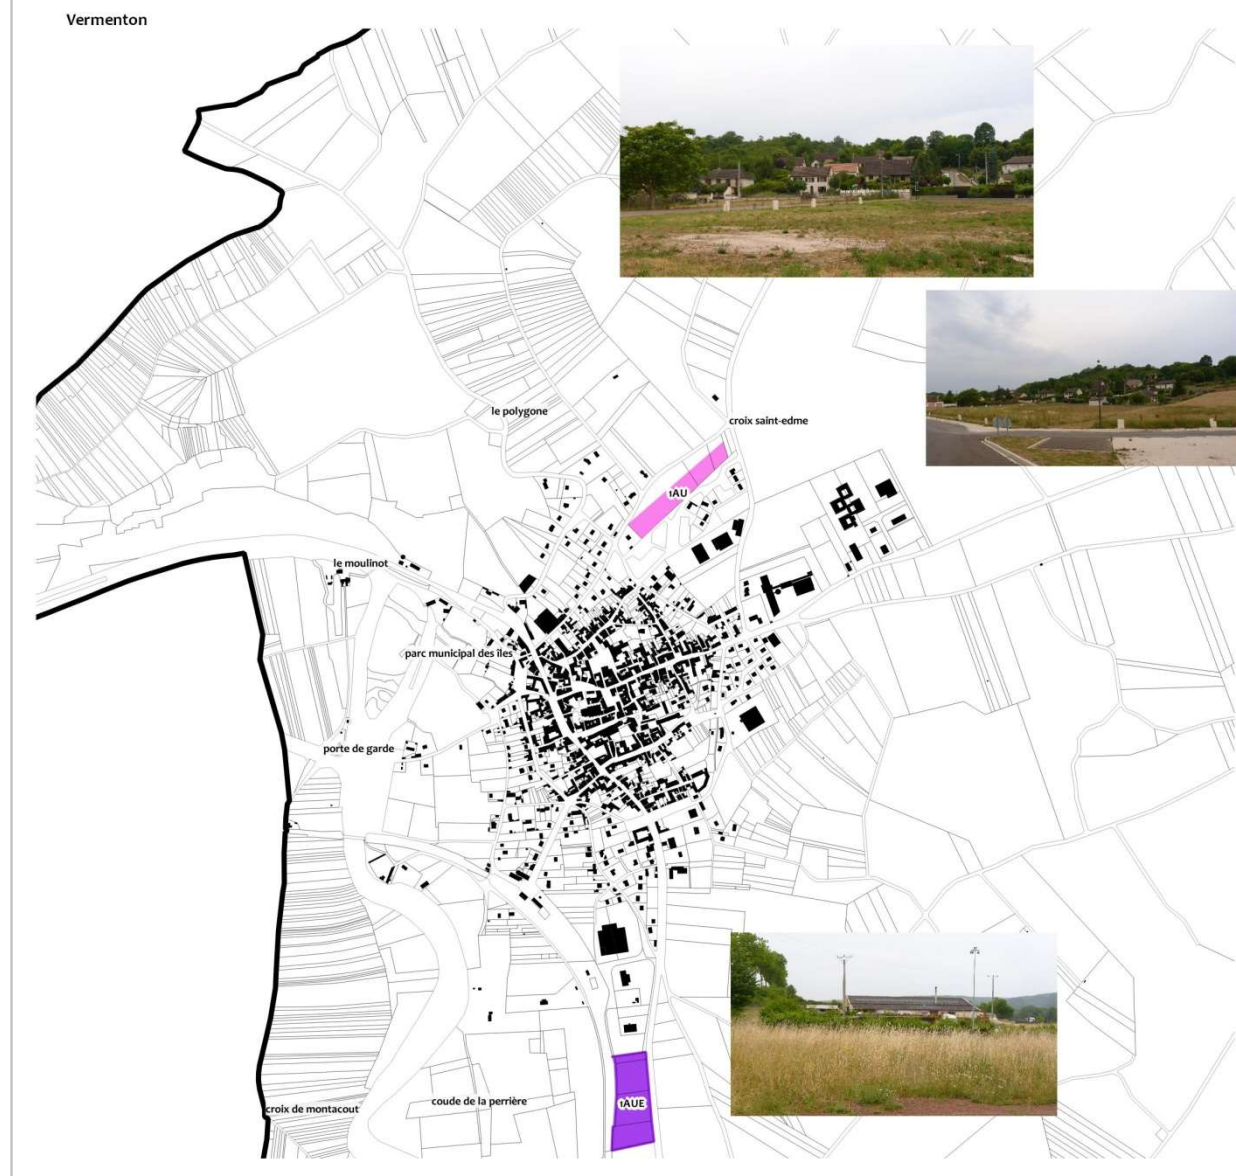 Vermenton
le polygone
croix saint-edme
1AU
le moulinot
parc municipal des îles
porte de garde
croix de montacout
coude de la perrière
1AUE